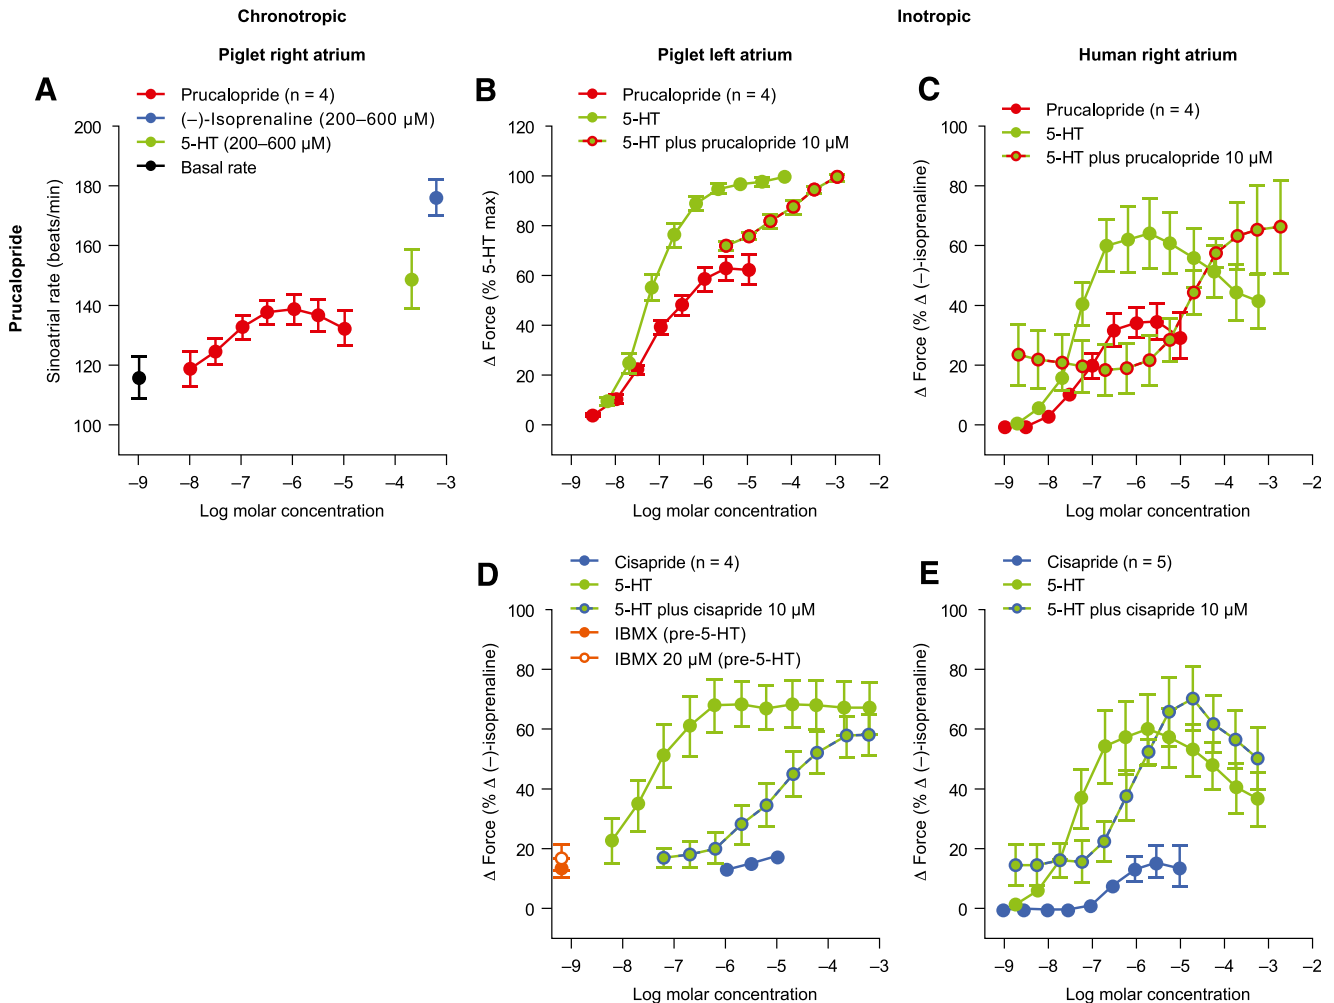 Chronotropic
Inotropic
Piglet right atrium
Piglet left atrium
Human right atrium
Prucalopride
A
Prucalopride (n = 4)
(–)-Isoprenaline (200–600 µM)
5-HT (200–600 µM)
Basal rate
Sinoatrial rate (beats/min)
200
180
160
140
120
100
–9 –8 –7 –6 –5 –4 –3
Log molar concentration
B
Prucalopride (n = 4)
5-HT
5-HT plus prucalopride 10 µM
Δ Force (% 5-HT max)
120
100
80
60
40
20
0
–9 –8 –7 –6 –5 –4 –3 –2
Log molar concentration
C
Prucalopride (n = 4)
5-HT
5-HT plus prucalopride 10 µM
Δ Force (% Δ (–)-isoprenaline)
100
80
60
40
20
0
–9 –8 –7 –6 –5 –4 –3 –2
Log molar concentration
D
Cisapride (n = 4)
5-HT
5-HT plus cisapride 10 µM
IBMX (pre-5-HT)
IBMX 20 µM (pre-5-HT)
Δ Force (% Δ (–)-isoprenaline)
100
80
60
40
20
0
–9 –8 –7 –6 –5 –4 –3
Log molar concentration
E
Cisapride (n = 5)
5-HT
5-HT plus cisapride 10 µM
Δ Force (% Δ (–)-isoprenaline)
100
80
60
40
20
0
–9 –8 –7 –6 –5 –4 –3 –2
Log molar concentration